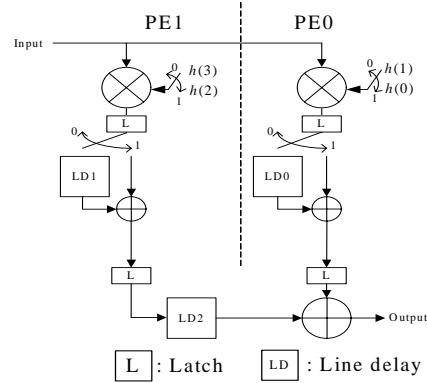 PE1 PE0
Input
0 h(3) 0 h(1)
1 h(2) 1 h(0)
L L
0 1 0 1
LD1 LD0
L L
LD2 Output
L : Latch LD : Line delay